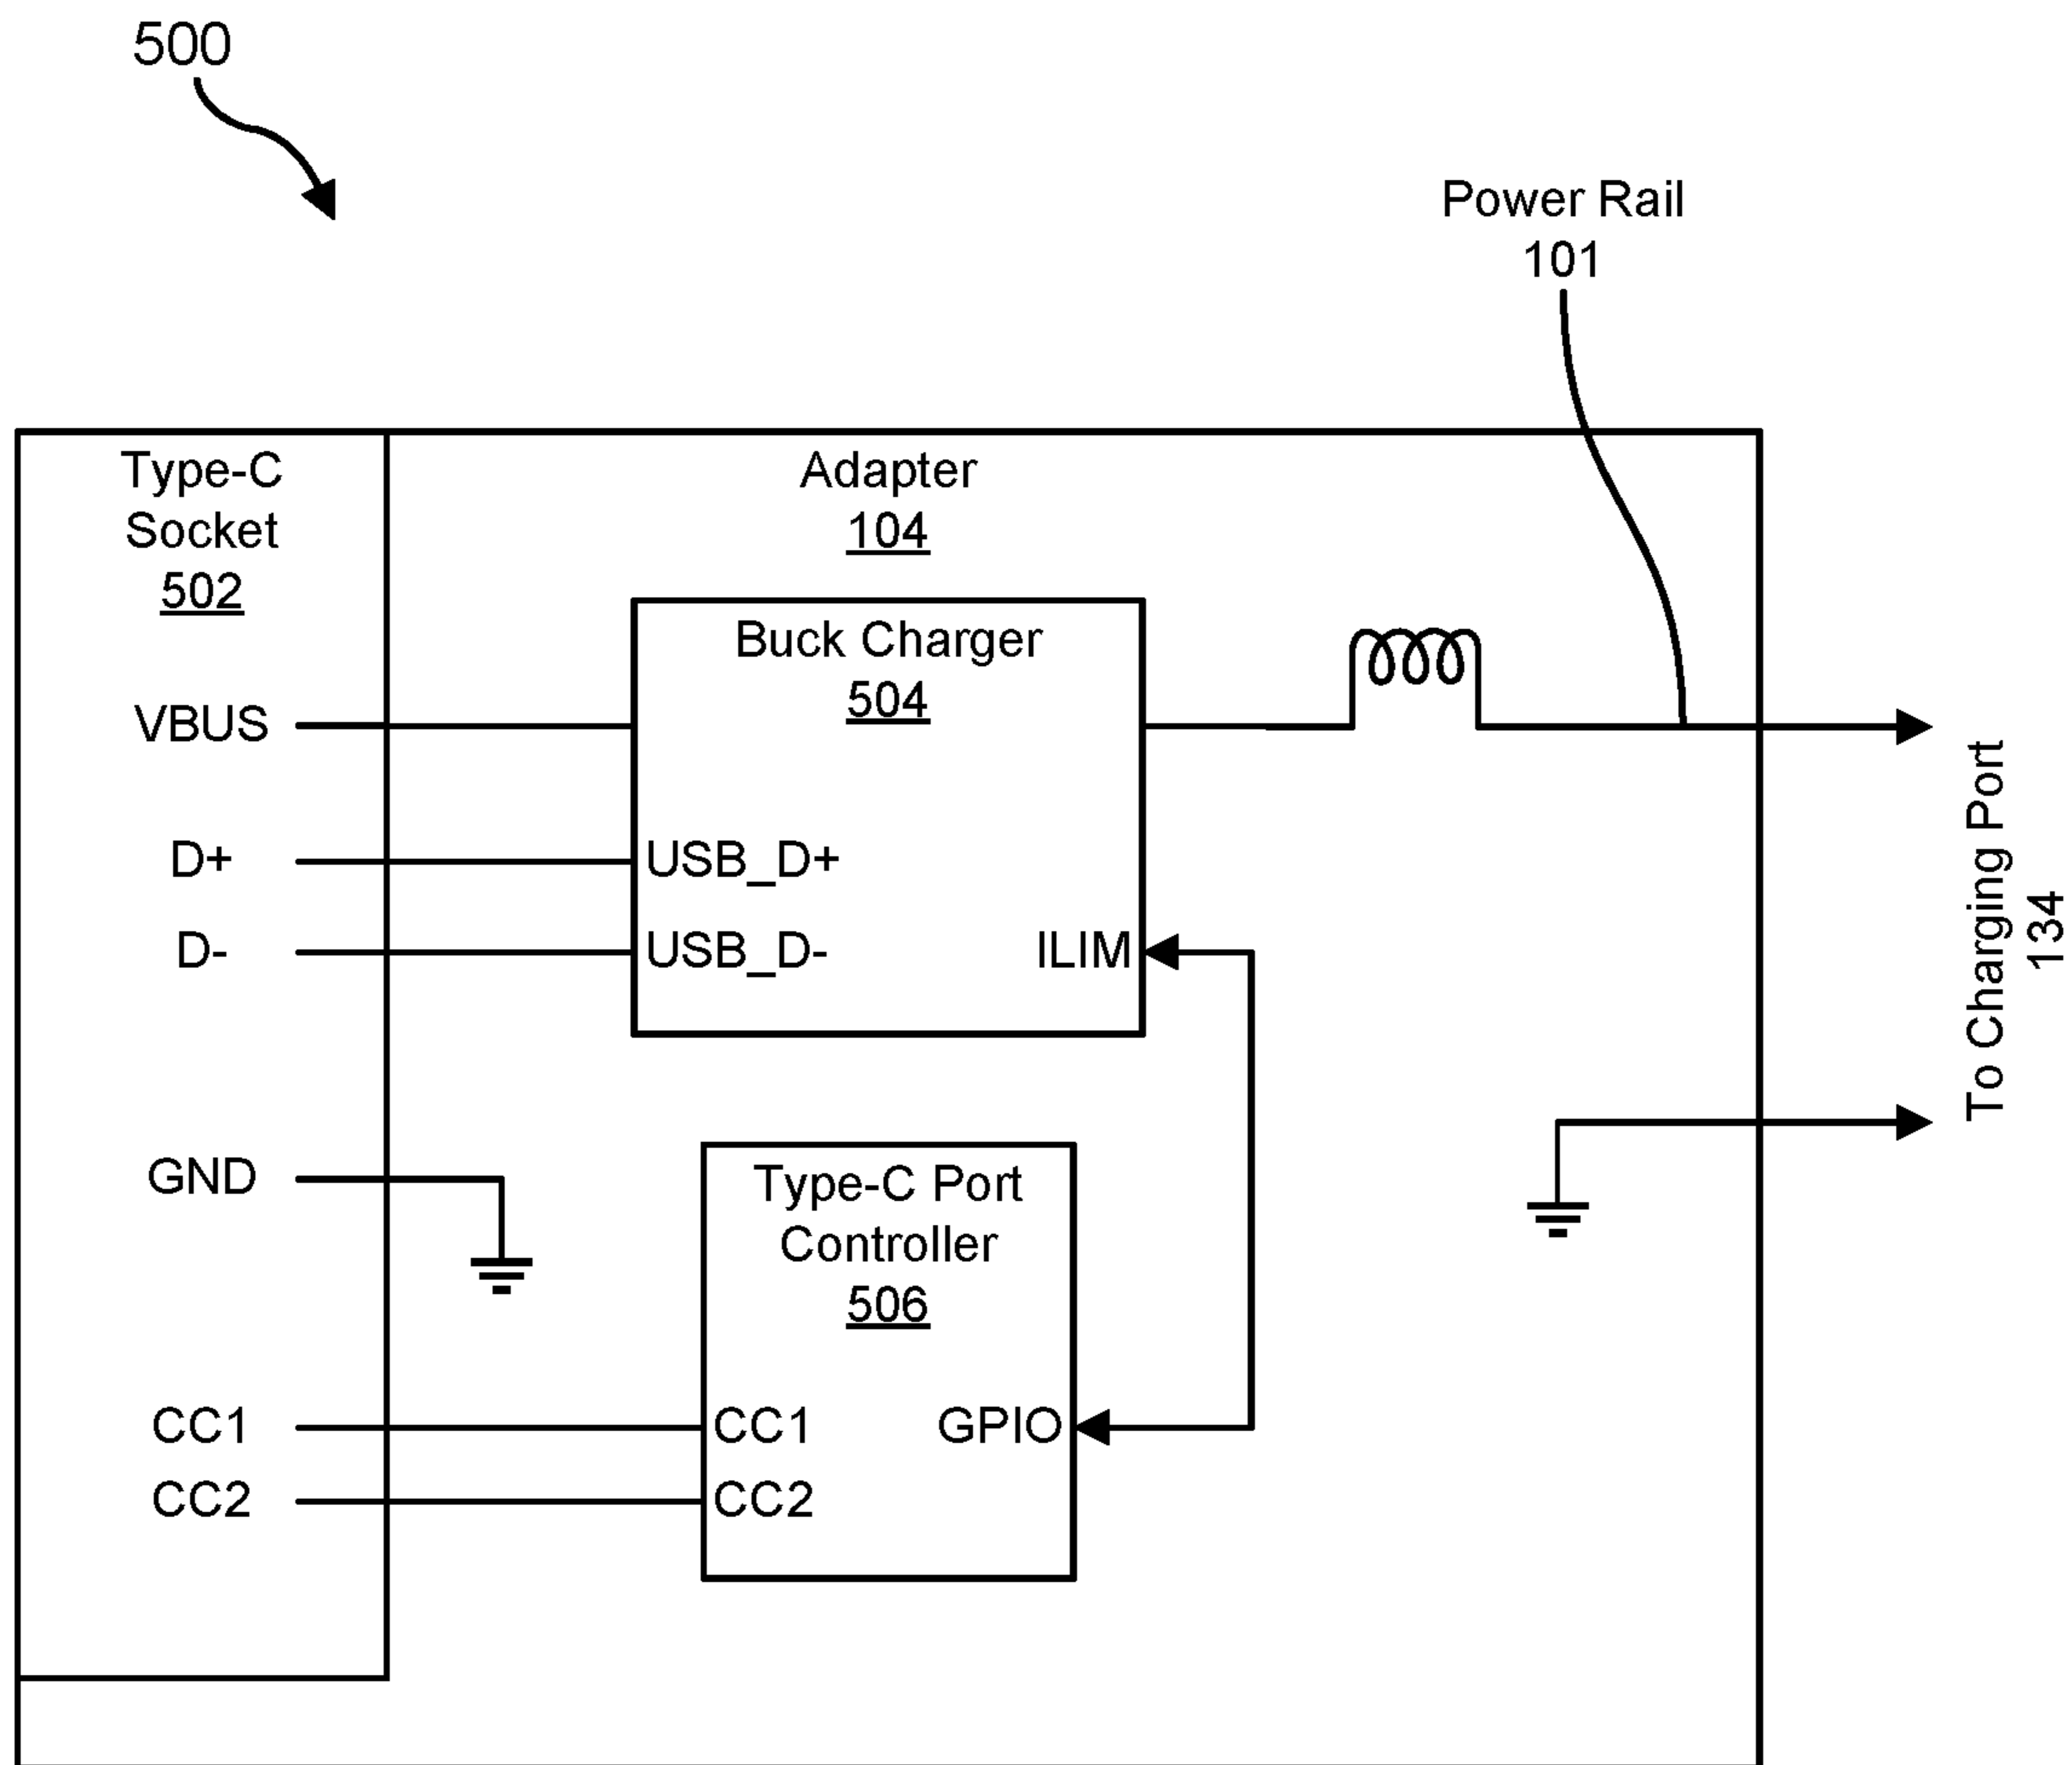 500
Power Rail
101
Type-C
Socket
502
Adapter
104
Buck Charger
504
VBUS
D+
USB_D+
D-
USB_D-
ILIM
To Charging Port
134
GND
Type-C Port
Controller
506
CC1
CC1
GPIO
CC2
CC2